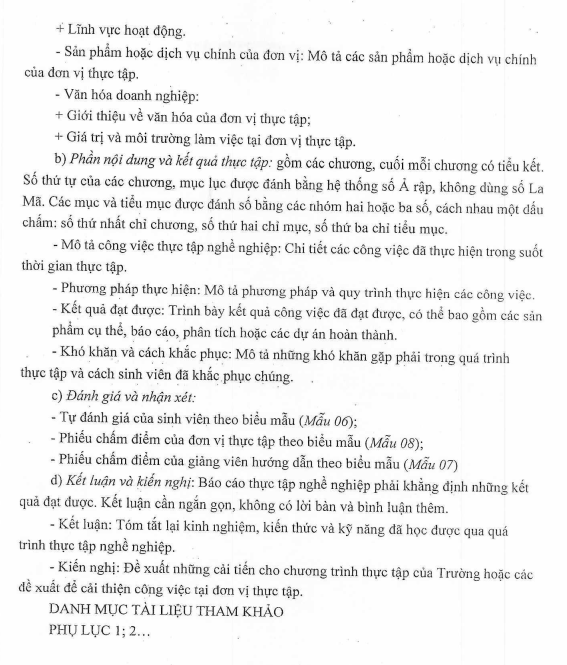 + Lĩnh vực hoạt động.
- Sản phẩm hoặc dịch vụ chính của đơn vị: Mô tả các sản phẩm hoặc dịch vụ chính
của đơn vị thực tập.
- Văn hóa doanh nghiệp:
+ Giới thiệu về văn hóa của đơn vị thực tập;
+ Giá trị và môi trường làm việc tại đơn vị thực tập.
b) Phần nội dung và kết quả thực tập: gồm các chương, cuối mỗi chương có tiểu kết.
Số thứ tự của các chương, mục lục được đánh bằng hệ thống số Ả rập, không dùng số La
Mã. Các mục và tiểu mục được đánh số bằng các nhóm hai hoặc ba số, cách nhau một dấu
chấm: số thứ nhất chỉ chương, số thứ hai chỉ mục, số thứ ba chỉ tiểu mục.
- Mô tả công việc thực tập nghề nghiệp: Chi tiết các công việc đã thực hiện trong suốt
thời gian thực tập.
- Phương pháp thực hiện: Mô tả phương pháp và quy trình thực hiện các công việc.
- Kết quả đạt được: Trình bày kết quả công việc đã đạt được, có thể bao gồm các sản
phẩm cụ thể, báo cáo, phân tích hoặc các dự án hoàn thành.
- Khó khăn và cách khắc phục: Mô tả những khó khăn gặp phải trong quá trình
thực tập và cách sinh viên đã khắc phục chúng.
c) Đánh giá và nhận xét:
- Tự đánh giá của sinh viên theo biểu mẫu (Mẫu 06);
- Phiếu chấm điểm của đơn vị thực tập theo biểu mẫu (Mẫu 08);
- Phiếu chấm điểm của giảng viên hướng dẫn theo biểu mẫu (Mẫu 07)
d) Kết luận và kiến nghị: Báo cáo thực tập nghề nghiệp phải khẳng định những kết
quả đạt được. Kết luận cần ngắn gọn, không có lời bàn và bình luận thêm.
- Kết luận: Tóm tắt lại kinh nghiệm, kiến thức và kỹ năng đã học được qua quá
trình thực tập nghề nghiệp.
- Kiến nghị: Đề xuất những cải tiến cho chương trình thực tập của Trường hoặc các
đề xuất để cải thiện công việc tại đơn vị thực tập.
DANH MỤC TÀI LIỆU THAM KHẢO
PHỤ LỤC 1; 2…